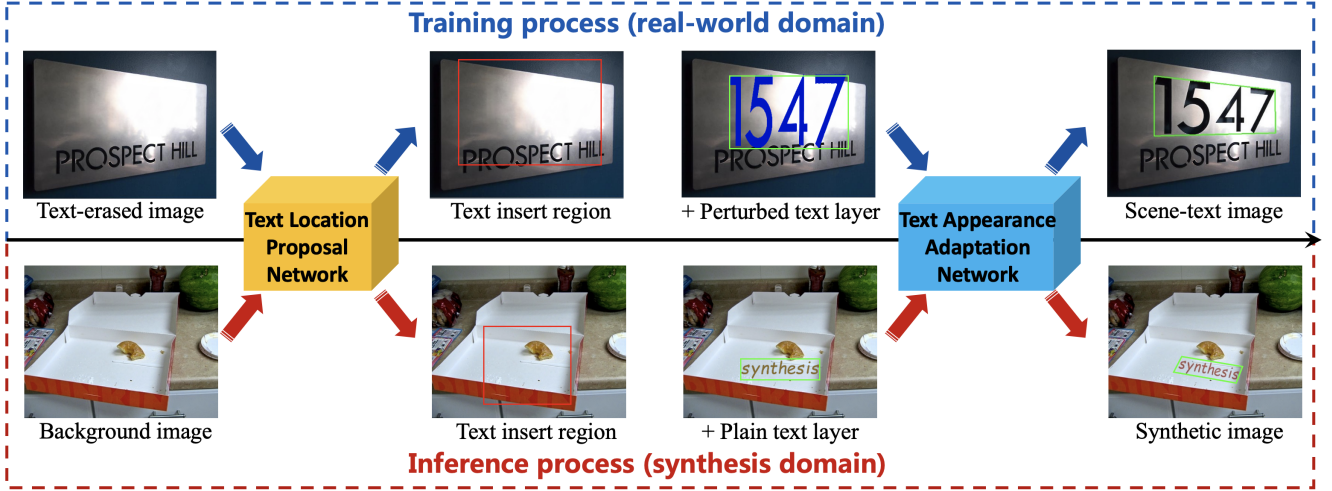 Training process (real-world domain)
PROSPECT HILL
PROSPECT HILL
1547
PROSPECT HILL
1547
PROSPECT HILL
Text-erased image
Text insert region
+ Perturbed text layer
Scene-text image
Text Location
Proposal
Network
Text Appearance
Adaptation
Network
synthesis
synthesis
Background image
Text insert region
+ Plain text layer
Synthetic image
Inference process (synthesis domain)